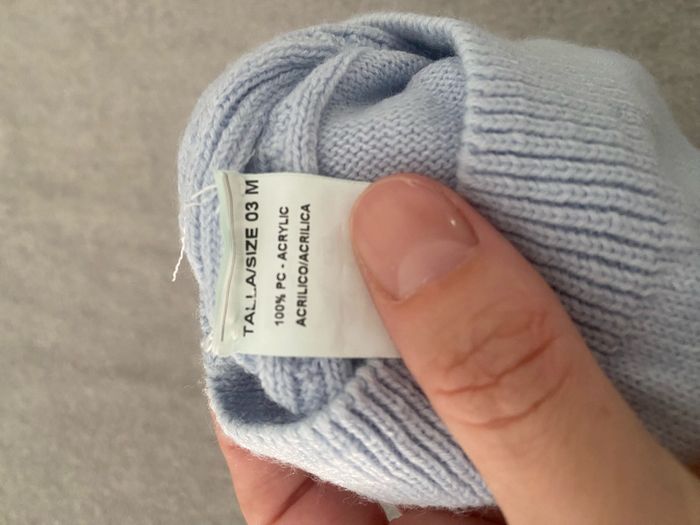 TALLA/SIZE 03 M
100% PC - ACRYLIC
ACRILICO/ACRILICA